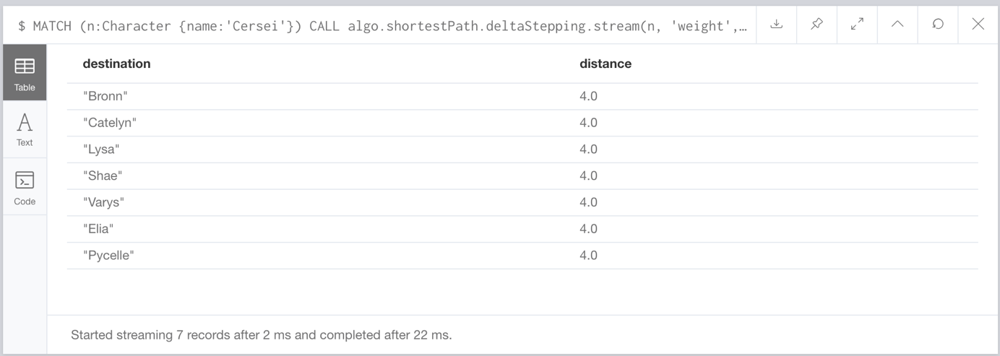 $ MATCH (n:Character {name:'Cersei'}) CALL algo.shortestPath.deltaStepping.stream(n, 'weight',…
Table
Text
Code
destination distance
"Bronn" 4.0
"Catelyn" 4.0
"Lysa" 4.0
"Shae" 4.0
"Varys" 4.0
"Elia" 4.0
"Pycelle" 4.0
Started streaming 7 records after 2 ms and completed after 22 ms.